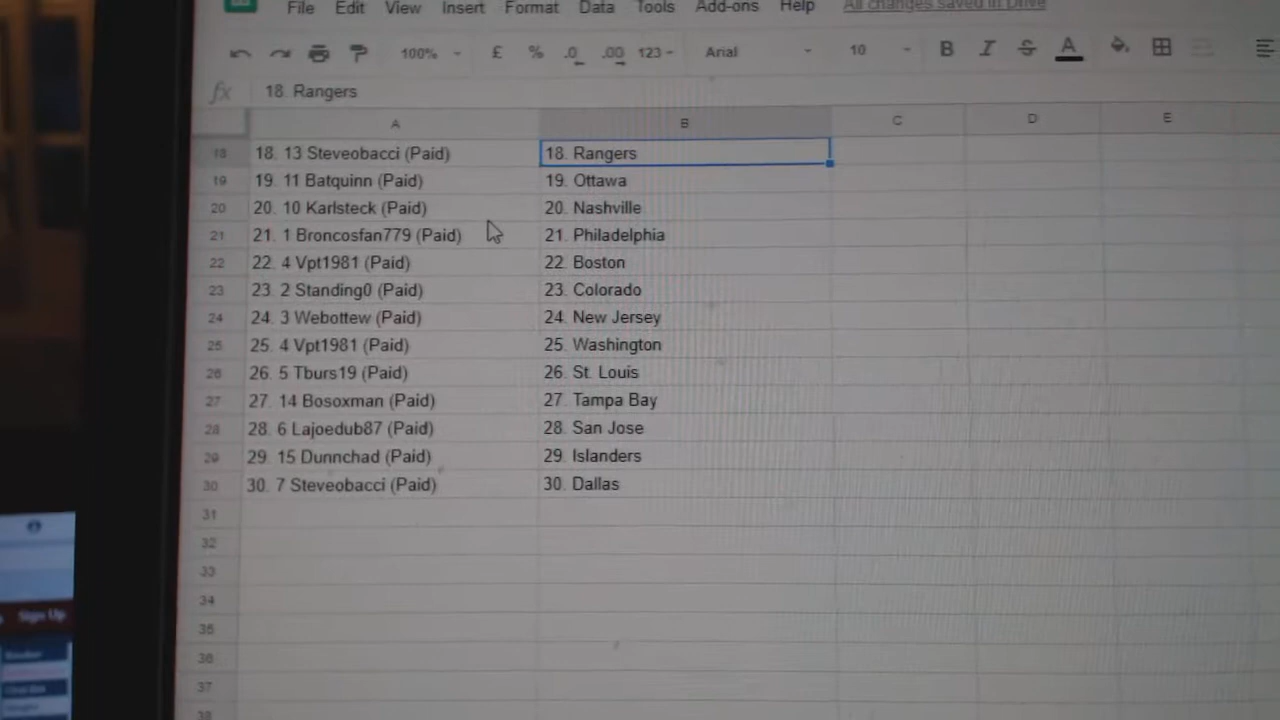 File Edit View Insert Format Data Tools Add-ons Help All changes saved in Drive
100% £ % .0 .00 123 Arial 10 B I S A
fx 18. Rangers
A B C D E
18 18. 13 Steveobacci (Paid) 18. Rangers
19 19. 11 Batquinn (Paid) 19. Ottawa
20 20. 10 Karlsteck (Paid) 20. Nashville
21 21. 1 Broncosfan779 (Paid) 21. Philadelphia
22 22. 4 Vpt1981 (Paid) 22. Boston
23 23. 2 Standing0 (Paid) 23. Colorado
24 24. 3 Webottew (Paid) 24. New Jersey
25 25. 4 Vpt1981 (Paid) 25. Washington
26 26. 5 Tburs19 (Paid) 26. St. Louis
27 27. 14 Bosoxman (Paid) 27. Tampa Bay
28 28. 6 Lajoedub87 (Paid) 28. San Jose
29 29. 15 Dunnchad (Paid) 29. Islanders
30 30. 7 Steveobacci (Paid) 30. Dallas
31
32
33
34
35
36
37
38
Sign Up